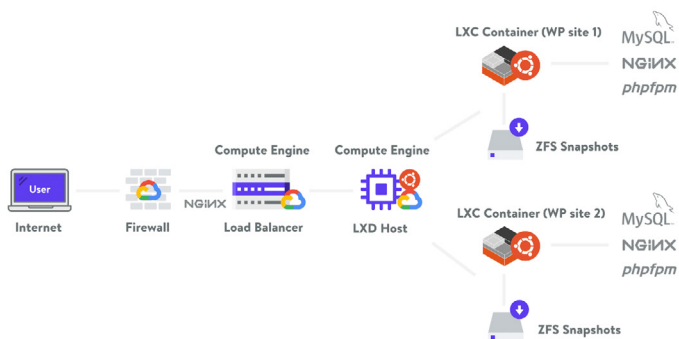 LXC Container (WP site 1)
MySQL
NGINX
phpfpm
ZFS Snapshots
Compute Engine
Compute Engine
User
NGINX
Internet
Firewall
Load Balancer
LXD Host
LXC Container (WP site 2)
MySQL
NGINX
phpfpm
ZFS Snapshots